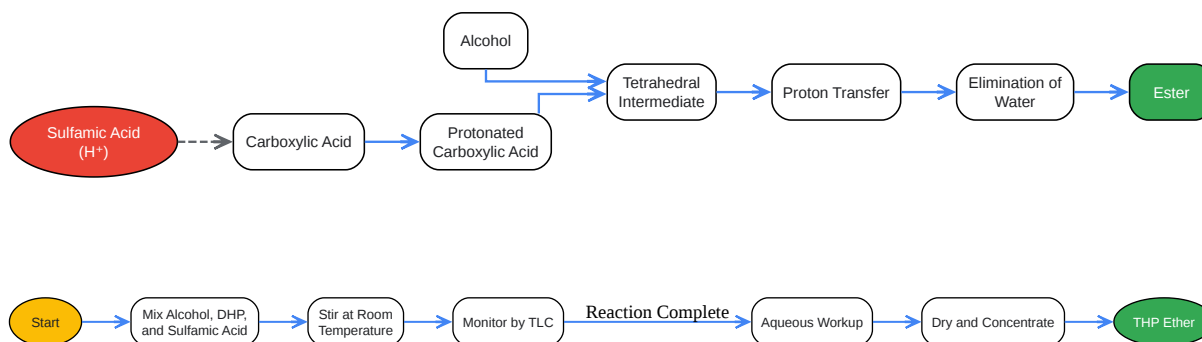 Alcohol
Sulfamic Acid
(H⁺)
Carboxylic Acid
Protonated
Carboxylic Acid
Tetrahedral
Intermediate
Proton Transfer
Elimination of
Water
Ester
Start
Mix Alcohol, DHP,
and Sulfamic Acid
Stir at Room
Temperature
Monitor by TLC
Reaction Complete
Aqueous Workup
Dry and Concentrate
THP Ether